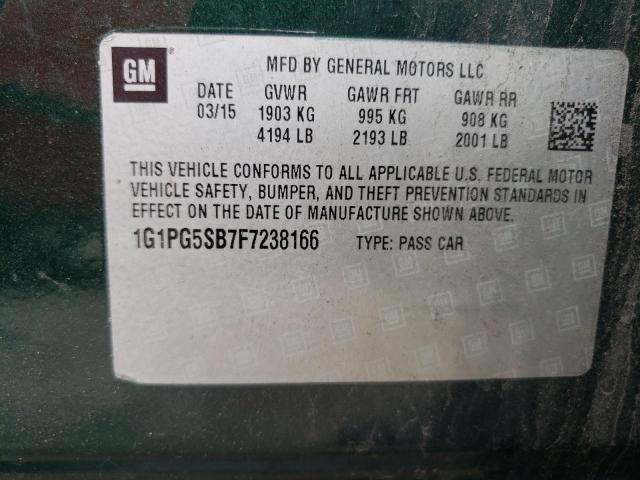 GM
MFD BY GENERAL MOTORS LLC
DATE GVWR GAWR FRT GAWR RR
03/15 1903 KG 995 KG 908 KG
4194 LB 2193 LB 2001 LB
THIS VEHICLE CONFORMS TO ALL APPLICABLE U.S. FEDERAL MOTOR
VEHICLE SAFETY, BUMPER, AND THEFT PREVENTION STANDARDS IN
EFFECT ON THE DATE OF MANUFACTURE SHOWN ABOVE.
1G1PG5SB7F7238166 TYPE: PASS CAR